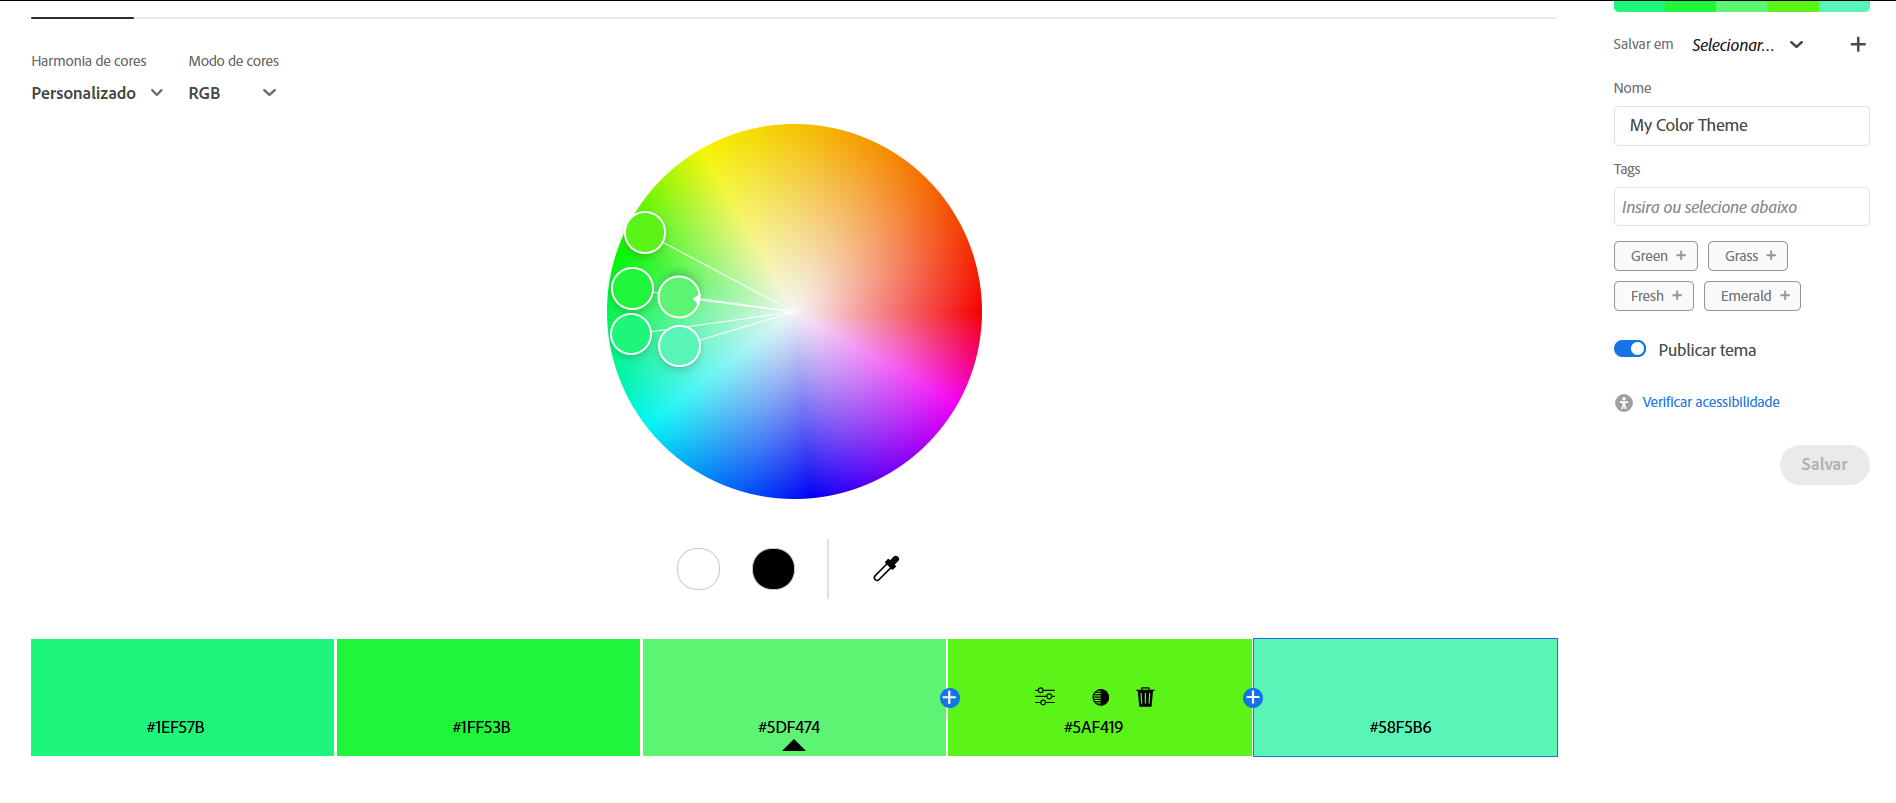 Harmonia de cores
Personalizado
Modo de cores
RGB
Salvar em Selecionar...
Nome
My Color Theme
Tags
Insira ou selecione abaixo
Green + Grass +
Fresh + Emerald +
Publicar tema
Verificar acessibilidade
Salvar
#1EF57B
#1FF53B
#5DF474
#5AF419
#58F5B6